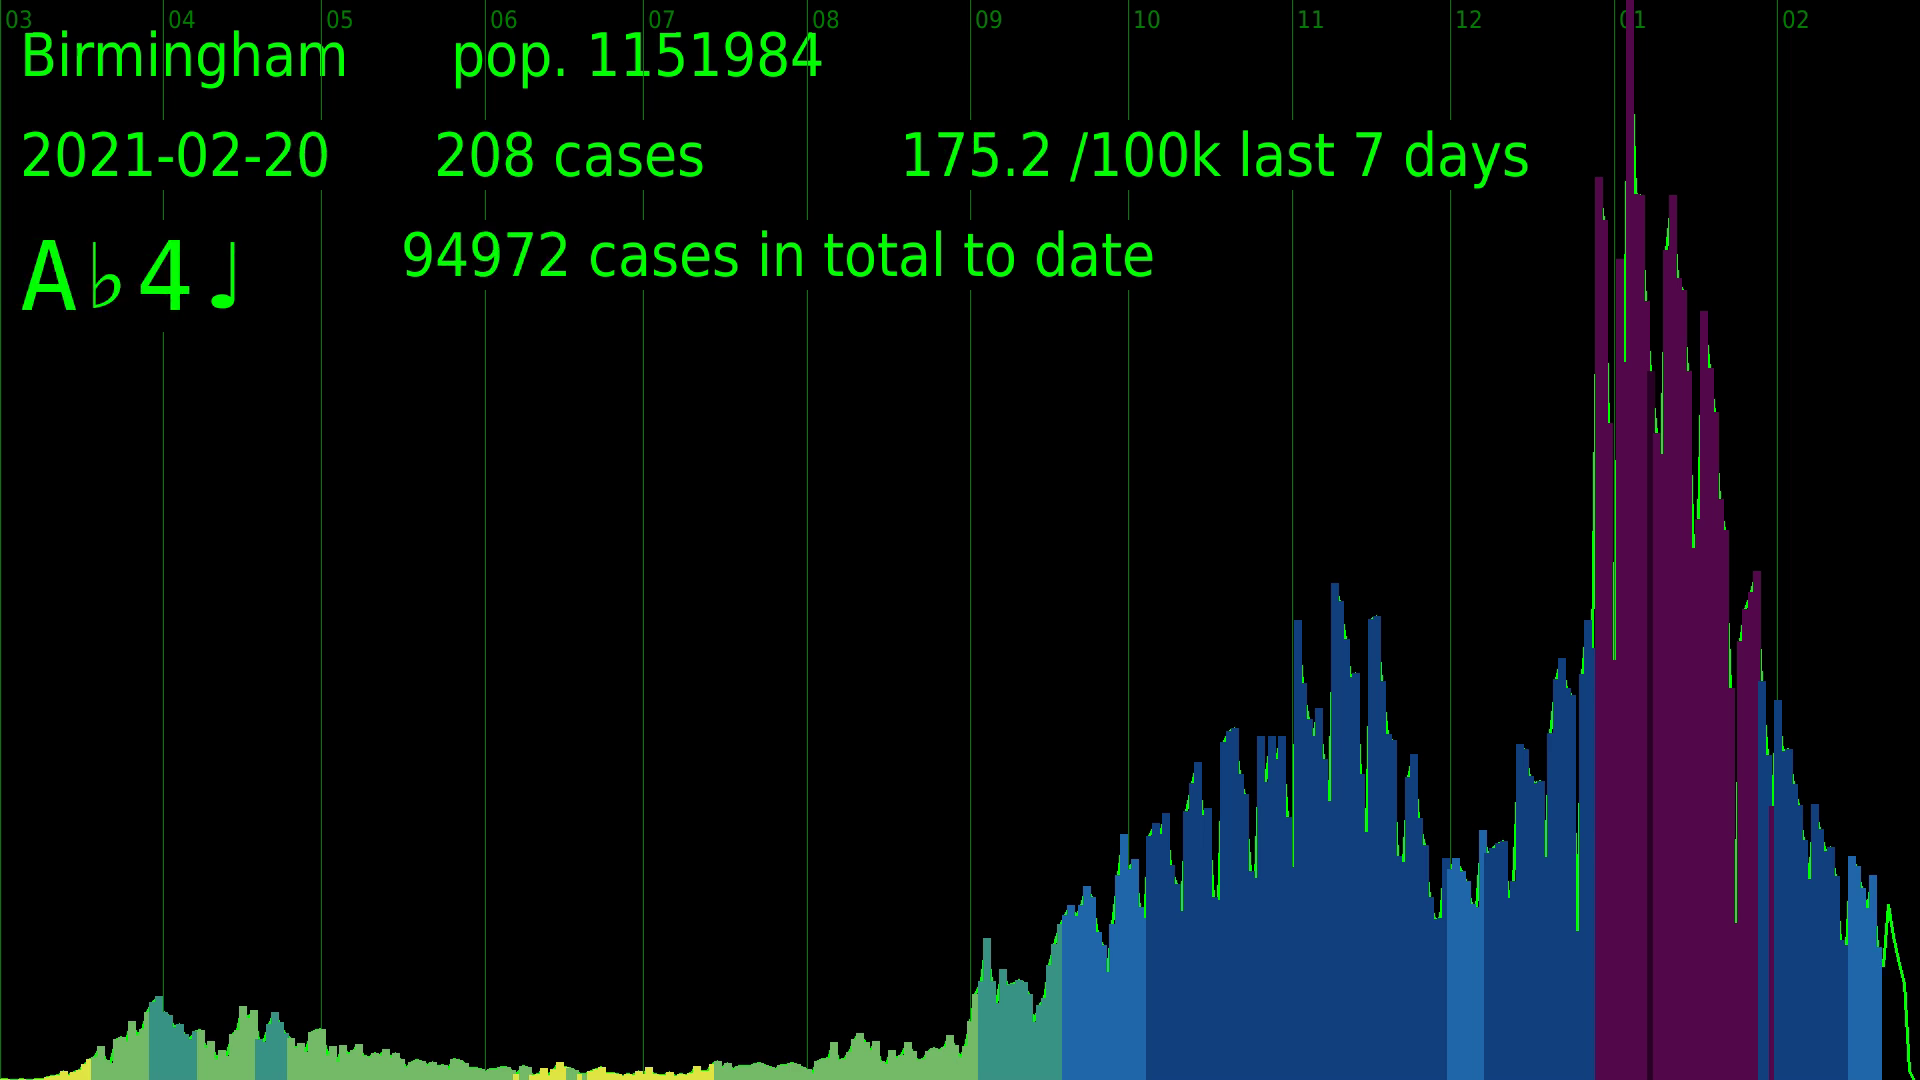 03 04 05 06 07 08 09 10 11 12 01 02
Birmingham pop. 1151984
2021-02-20 208 cases 175.2 /100k last 7 days
A♭4♩ 94972 cases in total to date